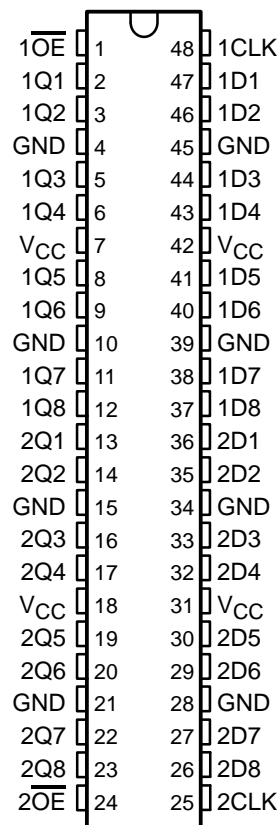 1O̅E̅ 1 48 1CLK
1Q1 2 47 1D1
1Q2 3 46 1D2
GND 4 45 GND
1Q3 5 44 1D3
1Q4 6 43 1D4
VCC 7 42 VCC
1Q5 8 41 1D5
1Q6 9 40 1D6
GND 10 39 GND
1Q7 11 38 1D7
1Q8 12 37 1D8
2Q1 13 36 2D1
2Q2 14 35 2D2
GND 15 34 GND
2Q3 16 33 2D3
2Q4 17 32 2D4
VCC 18 31 VCC
2Q5 19 30 2D5
2Q6 20 29 2D6
GND 21 28 GND
2Q7 22 27 2D7
2Q8 23 26 2D8
2O̅E̅ 24 25 2CLK